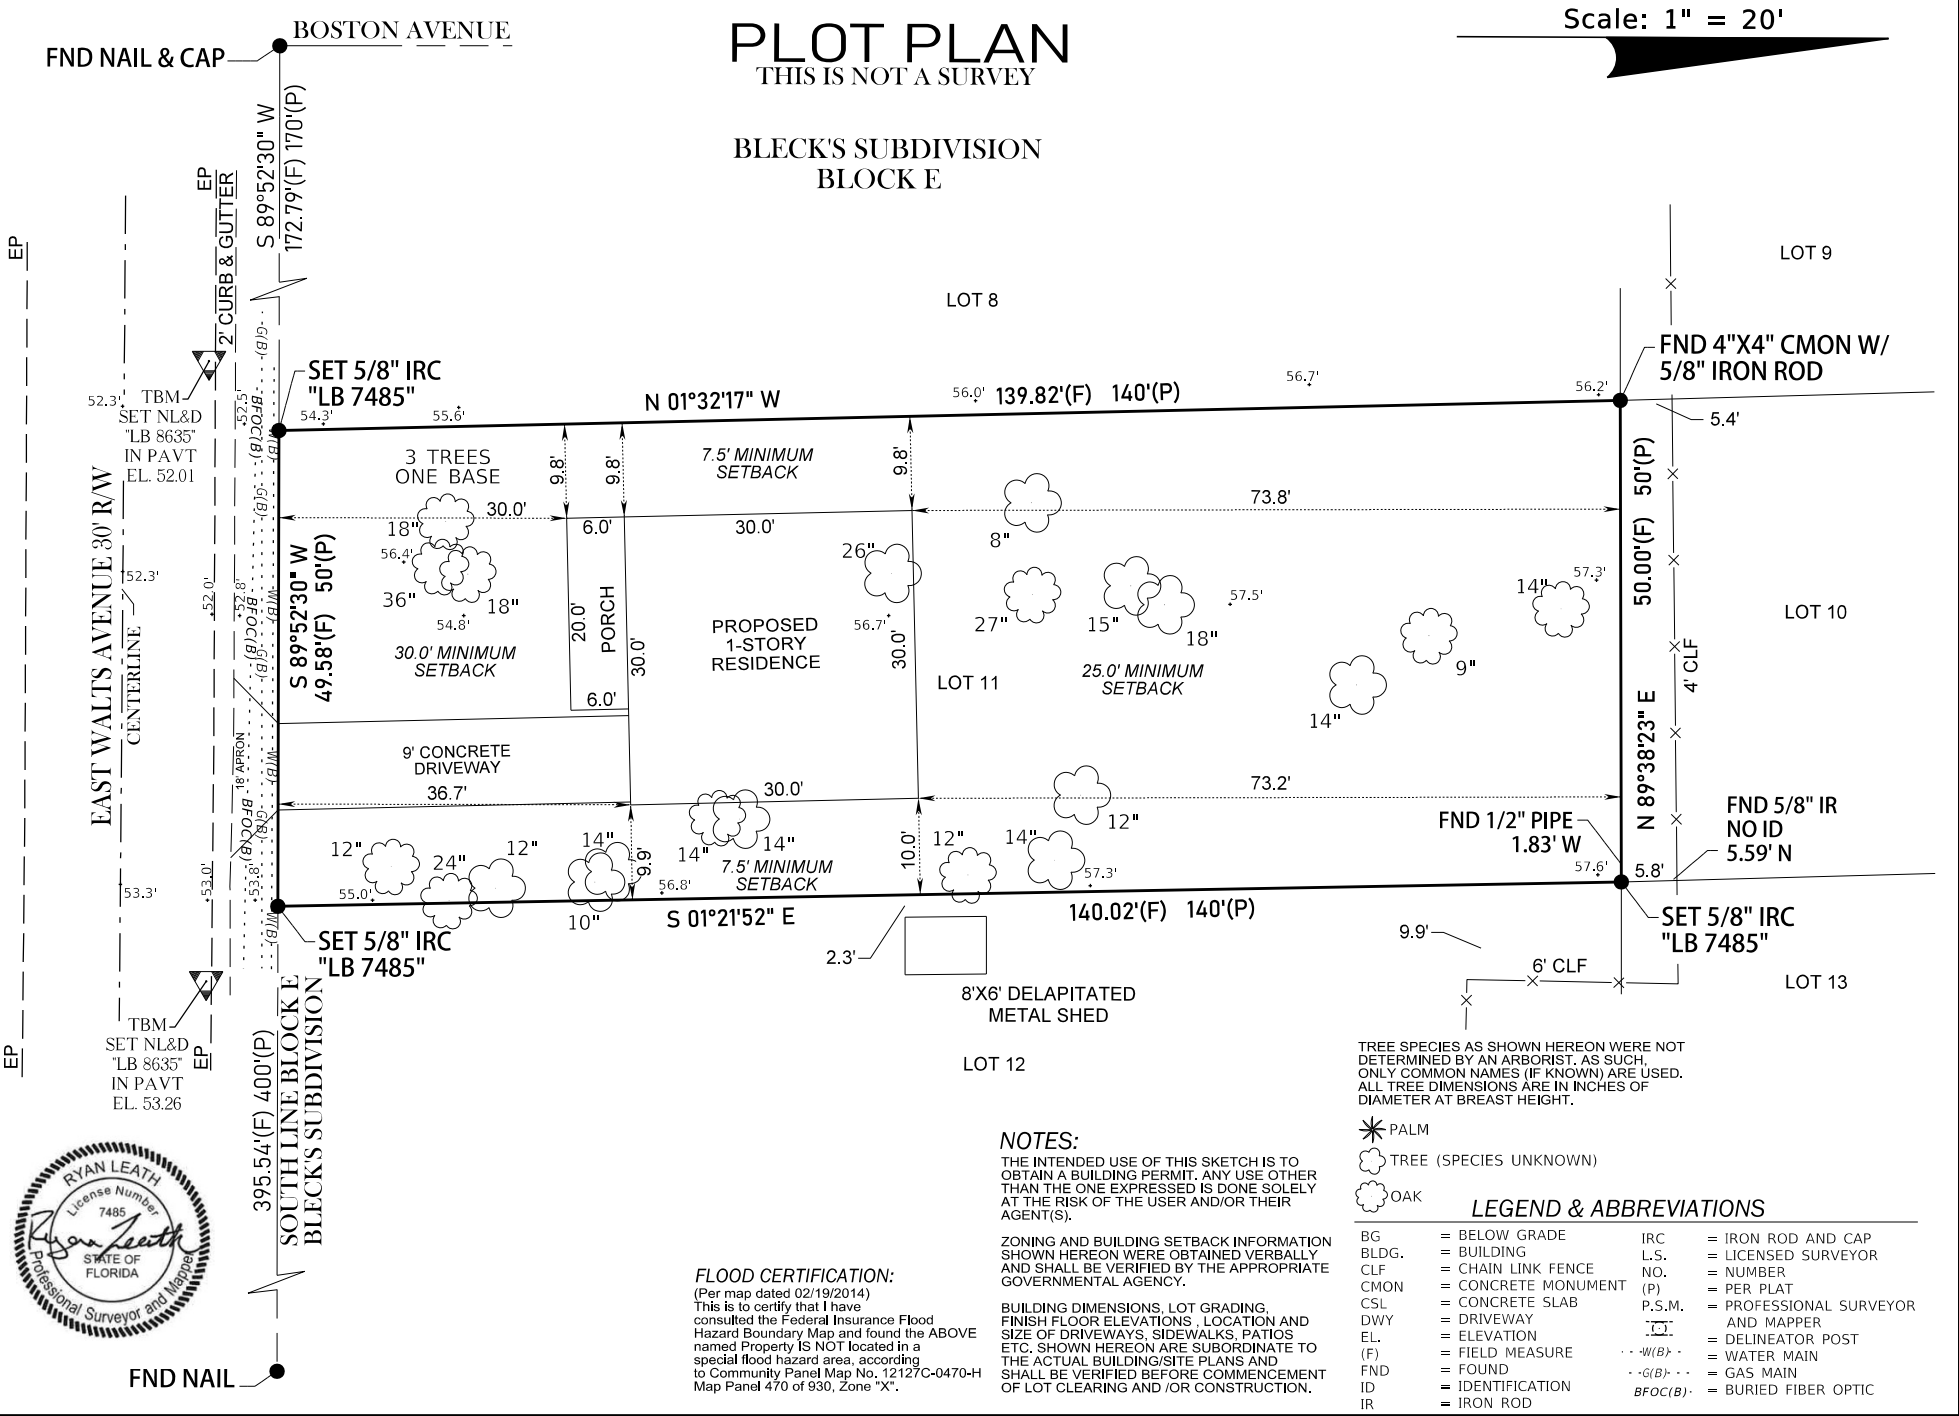 Scale: 1" = 20'
PLOT PLAN
THIS IS NOT A SURVEY
BLECK'S SUBDIVISION
BLOCK E
BOSTON AVENUE
FND NAIL & CAP
S 89°52'30" W
172.79'(F) 170'(P)
EP
EP
2' CURB & GUTTER
G(B)
LOT 8
LOT 9
SET 5/8" IRC
"LB 7485"
FND 4"X4" CMON W/
5/8" IRON ROD
TBM
SET NL&D
"LB 8635"
IN PAVT
EL. 52.01
52.3'
52.5'
BFOC(B)
W(B)
54.3'
55.6'
N 01°32'17" W
56.0'
139.82'(F) 140'(P)
56.7'
56.2'
5.4'
3 TREES
ONE BASE
9.8'
9.8'
7.5' MINIMUM
SETBACK
9.8'
50.00'(F) 50'(P)
G(B)
30.0'
6.0'
30.0'
73.8'
18"
56.4'
36"
18"
54.8'
30.0' MINIMUM
SETBACK
26"
8"
56.7'
27"
15"
18"
57.5'
14"
57.3'
9"
14"
EAST WALTS AVENUE 30' R/W
CENTERLINE
52.3'
52.0'
52.8'
BFOC(B)
W(B)
G(B)
S 89°52'30" W
49.58'(F) 50'(P)
20.0'
PORCH
30.0'
6.0'
PROPOSED
1-STORY
RESIDENCE
30.0'
LOT 11
25.0' MINIMUM
SETBACK
LOT 10
4' CLF
N 89°38'23" E
9' CONCRETE
DRIVEWAY
36.7'
30.0'
73.2'
18' APRON
W(B)
BFOC(B)
G(B)
12"
24"
12"
14"
10"
9.9'
14"
14"
7.5' MINIMUM
SETBACK
10.0'
12"
14"
12"
FND 1/2" PIPE
1.83' W
FND 5/8" IR
NO ID
5.59' N
53.3'
53.0'
53.8'
55.0'
56.8'
57.3'
57.6'
5.8'
W(B)
S 01°21'52" E
140.02'(F) 140'(P)
SET 5/8" IRC
"LB 7485"
SET 5/8" IRC
"LB 7485"
2.3'
9.9'
6' CLF
LOT 13
8'X6' DELAPITATED
METAL SHED
LOT 12
TBM
SET NL&D
"LB 8635"
IN PAVT
EL. 53.26
EP
EP
395.54'(F) 400'(P)
SOUTH LINE BLOCK E
BLECK'S SUBDIVISION
FND NAIL
RYAN LEATH
License Number
7485
STATE OF
FLORIDA
Professional Surveyor and Mapper
FLOOD CERTIFICATION:
(Per map dated 02/19/2014)
This is to certify that I have
consulted the Federal Insurance Flood
Hazard Boundary Map and found the ABOVE
named Property IS NOT located in a
special flood hazard area, according
to Community Panel Map No. 12127C-0470-H
Map Panel 470 of 930, Zone "X".
NOTES:
THE INTENDED USE OF THIS SKETCH IS TO
OBTAIN A BUILDING PERMIT. ANY USE OTHER
THAN THE ONE EXPRESSED IS DONE SOLELY
AT THE RISK OF THE USER AND/OR THEIR
AGENT(S).
ZONING AND BUILDING SETBACK INFORMATION
SHOWN HEREON WERE OBTAINED VERBALLY
AND SHALL BE VERIFIED BY THE APPROPRIATE
GOVERNMENTAL AGENCY.
BUILDING DIMENSIONS, LOT GRADING,
FINISH FLOOR ELEVATIONS , LOCATION AND
SIZE OF DRIVEWAYS, SIDEWALKS, PATIOS
ETC. SHOWN HEREON ARE SUBORDINATE TO
THE ACTUAL BUILDING/SITE PLANS AND
SHALL BE VERIFIED BEFORE COMMENCEMENT
OF LOT CLEARING AND /OR CONSTRUCTION.
TREE SPECIES AS SHOWN HEREON WERE NOT
DETERMINED BY AN ARBORIST. AS SUCH,
ONLY COMMON NAMES (IF KNOWN) ARE USED.
ALL TREE DIMENSIONS ARE IN INCHES OF
DIAMETER AT BREAST HEIGHT.
PALM
TREE (SPECIES UNKNOWN)
OAK
LEGEND & ABBREVIATIONS
BG = BELOW GRADE
BLDG. = BUILDING
CLF = CHAIN LINK FENCE
CMON = CONCRETE MONUMENT
CSL = CONCRETE SLAB
DWY = DRIVEWAY
EL. = ELEVATION
(F) = FIELD MEASURE
FND = FOUND
ID = IDENTIFICATION
IR = IRON ROD
IRC = IRON ROD AND CAP
L.S. = LICENSED SURVEYOR
NO. = NUMBER
(P) = PER PLAT
P.S.M. = PROFESSIONAL SURVEYOR
AND MAPPER
= DELINEATOR POST
W(B) = WATER MAIN
G(B) = GAS MAIN
BFOC(B) = BURIED FIBER OPTIC